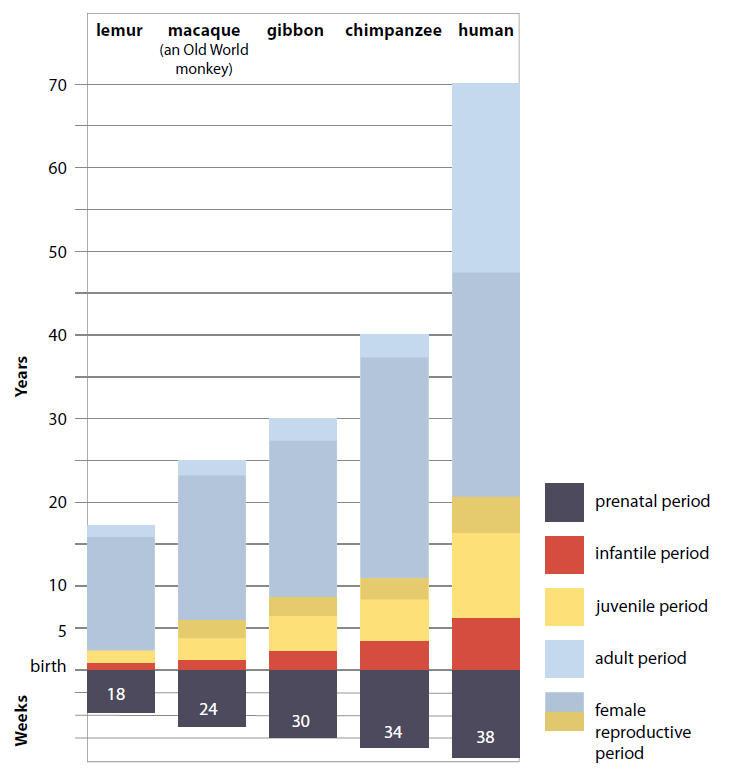 lemur macaque gibbon chimpanzee human
(an Old World
monkey)
70
60
50
40
30
20
10
5
birth
Years
Weeks
18
24
30
34
38
prenatal period
infantile period
juvenile period
adult period
female
reproductive
period